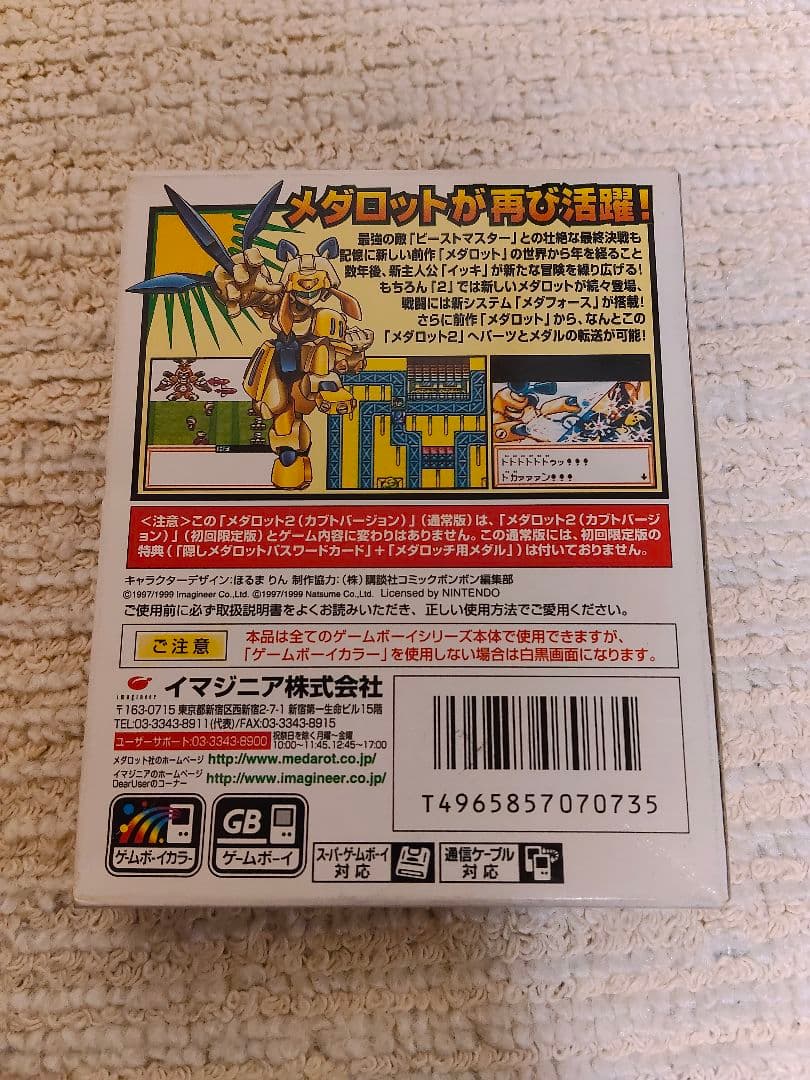 メダロットが再び活躍!
最強の敵「ビーストマスター」との壮絶な最終決戦も
記憶に新しい前作「メダロット」の世界から年を経ること
数年後、新主人公「イッキ」が新たな冒険を繰り広げる!
もちろん「2」では新しいメダロットが続々登場、
戦闘には新システム「メダフォース」が搭載!
さらに前作「メダロット」から、なんとこの
「メダロット2」へパーツとメダルの転送が可能!
ドドドドドドゥッ!!!
ドガァァァン!!!
<注意>この「メダロット2(カブトバージョン)」(通常版)は、「メダロット2(カブトバージ
ョン)」(初回限定版)とゲーム内容に変わりはありません。この通常版には、初回限定版の
特典(「隠しメダロットパスワードカード」+「メダロッチ用メダル」)は付いておりません。
キャラクターデザイン:ほるま りん 制作協力:(株)講談社コミックボンボン編集部
©1997/1999 Imagineer Co.,Ltd. ©1997/1999 Natsume Co.,Ltd. Licensed by NINTENDO
ご使用前に必ず取扱説明書をよくお読みいただき、正しい使用方法でご愛用ください。
ご注意
本品は全てのゲームボーイシリーズ本体で使用できますが、
「ゲームボーイカラー」を使用しない場合は白黒画面になります。
imagineer
イマジニア株式会社
〒163-0715 東京都新宿区西新宿2-7-1 新宿第一生命ビル15階
TEL:03-3343-8911(代表)/FAX:03-3343-8915
ユーザーサポート:03-3343-8900
祝祭日を除く月曜〜金曜
10:00〜11:45、12:45〜17:00
メダロット社のホームページ http://www.medarot.co.jp/
イマジニアのホームページ
DearUserのコーナー
http://www.imagineer.co.jp/
T4965857070735
ゲームボーイカラー
GB
ゲームボーイ
スーパーゲームボーイ
対応
通信ケーブル
対応